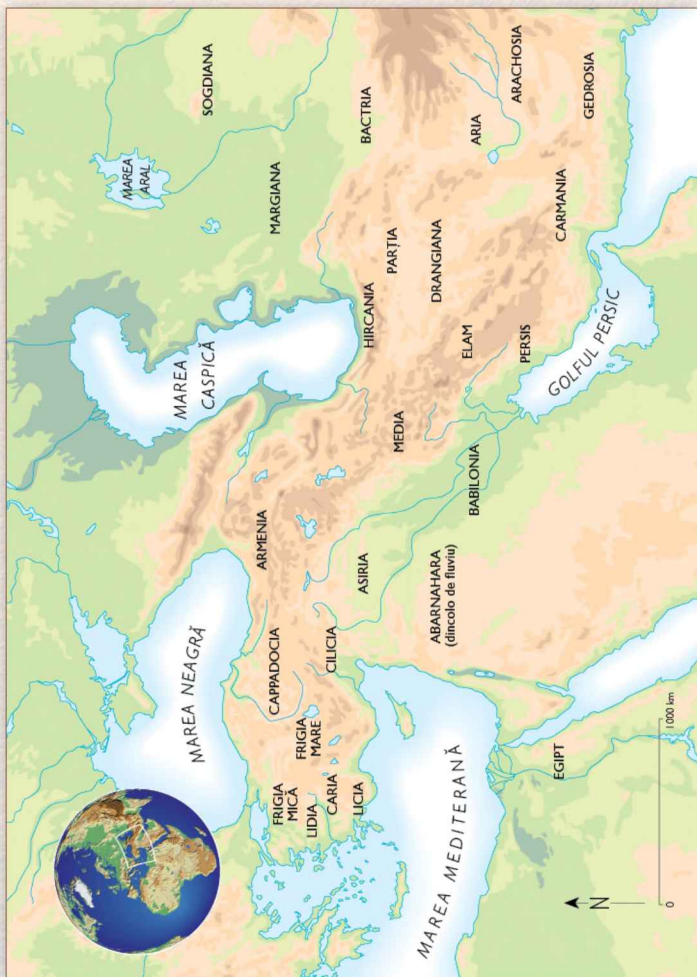 MAREA
ARAL
SOGDIANA
MARGIANA
BACTRIA
MAREA
CASPICĂ
MAREA NEAGRĂ
HIRCANIA
PARȚIA
ARIA
ARACHOSIA
DRANGIANA
GEDROSIA
CARMANIA
ARMENIA
MEDIA
ELAM
PERSIS
CAPPADOCIA
FRIGIA
MICĂ
FRIGIA
MARE
LIDIA
CARIA
LICIA
CILICIA
ASIRIA
BABILONIA
GOLFUL PERSIC
ABARNAHARA
(dincolo de fluviu)
MAREA MEDITERANĂ
EGIPT
N
0
1000 km